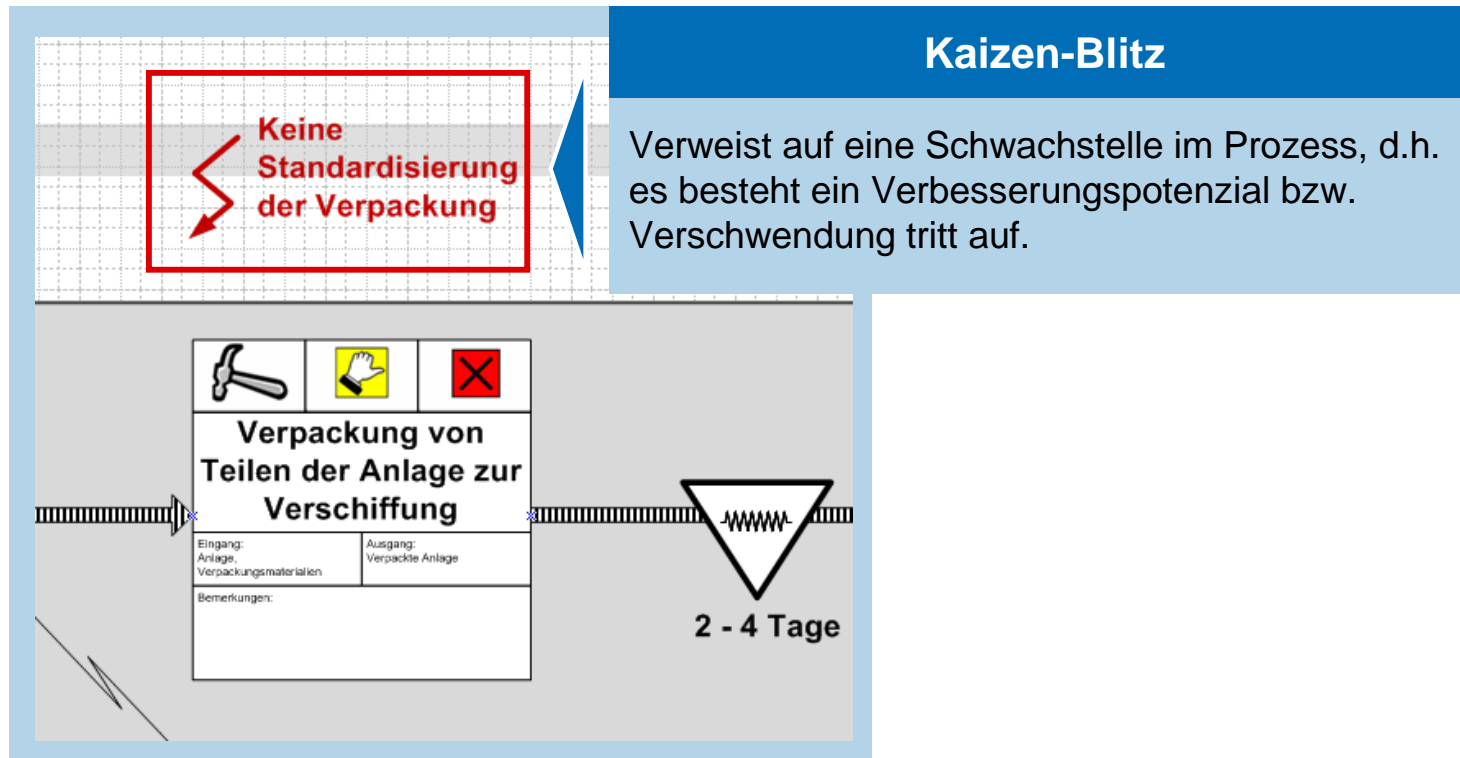 Kaizen-Blitz
Verweist auf eine Schwachstelle im Prozess, d.h.
es besteht ein Verbesserungspotenzial bzw.
Verschwendung tritt auf.
Keine
Standardisierung
der Verpackung
Verpackung von
Teilen der Anlage zur
Verschiffung
Eingang:
Anlage,
Verpackungsmaterialien
Ausgang:
Verpackte Anlage
Bemerkungen:
2 - 4 Tage